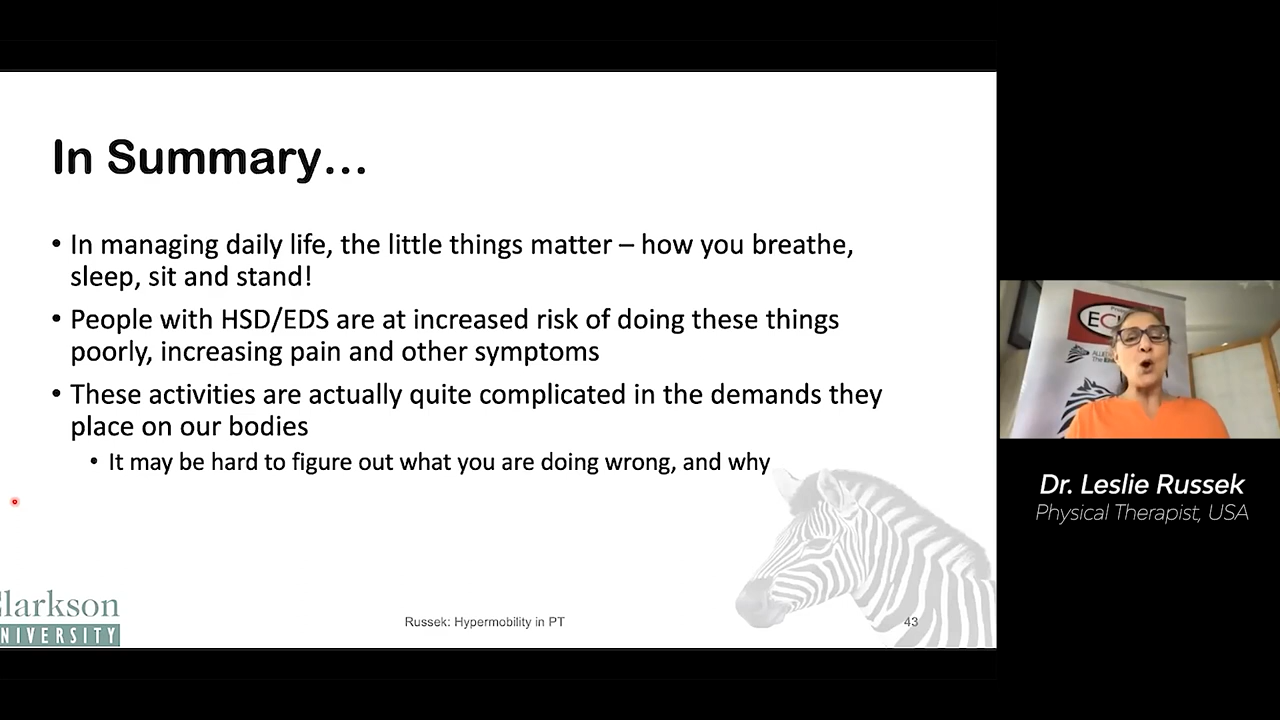 In Summary...
• In managing daily life, the little things matter – how you breathe,
sleep, sit and stand!
• People with HSD/EDS are at increased risk of doing these things
poorly, increasing pain and other symptoms
• These activities are actually quite complicated in the demands they
place on our bodies
• It may be hard to figure out what you are doing wrong, and why
Russek: Hypermobility in PT
43
Dr. Leslie Russek
Physical Therapist, USA